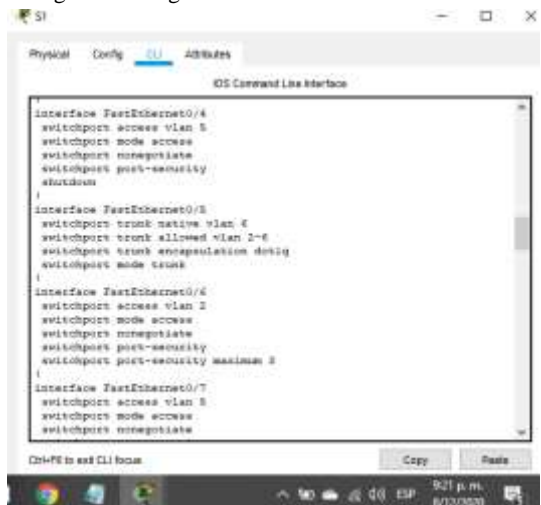 S1
Physical Config CLI Attributes
IOS Command Line Interface
!
interface FastEthernet0/4
switchport access vlan 5
switchport mode access
switchport nonegotiate
switchport port-security
shutdown
!
interface FastEthernet0/5
switchport trunk native vlan 6
switchport trunk allowed vlan 2-6
switchport trunk encapsulation dot1q
switchport mode trunk
!
interface FastEthernet0/6
switchport access vlan 2
switchport mode access
switchport nonegotiate
switchport port-security
switchport port-security maximum 3
!
interface FastEthernet0/7
switchport access vlan 5
switchport mode access
switchport nonegotiate
Ctrl+F6 to exit CLI focus
Copy Paste
ESP
9:21 p. m.